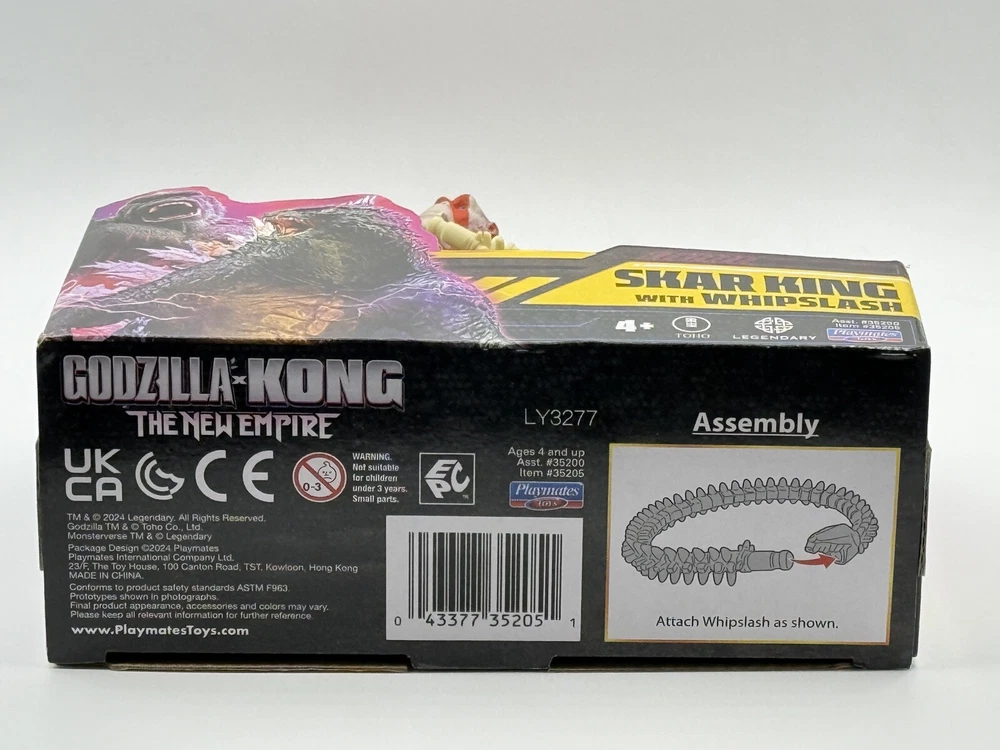 SKAR KING
WITH WHIPSLASH
4+
TOHO
LEGENDARY
Asst. #35200
Item #35205
Playmates
TOYS
GODZILLA x KONG
THE NEW EMPIRE
LY3277
UK
CA
CE
0-3
WARNING.
Not suitable
for children
under 3 years.
Small parts.
EPC
TM
Ages 4 and up
Asst. #35200
Item #35205
Playmates
TOYS
TM & © 2024 Legendary. All Rights Reserved.
Godzilla TM & © Toho Co., Ltd.
Monsterverse TM & © Legendary
Package Design ©2024 Playmates
Playmates International Company Ltd.
23/F, The Toy House, 100 Canton Road, TST, Kowloon, Hong Kong
MADE IN CHINA.
Conforms to product safety standards ASTM F963.
Prototypes shown in photographs.
Final product appearance, accessories and colors may vary.
Please keep all relevant information for further reference.
www.PlaymatesToys.com
0 43377 35205 1
Assembly
Attach Whipslash as shown.